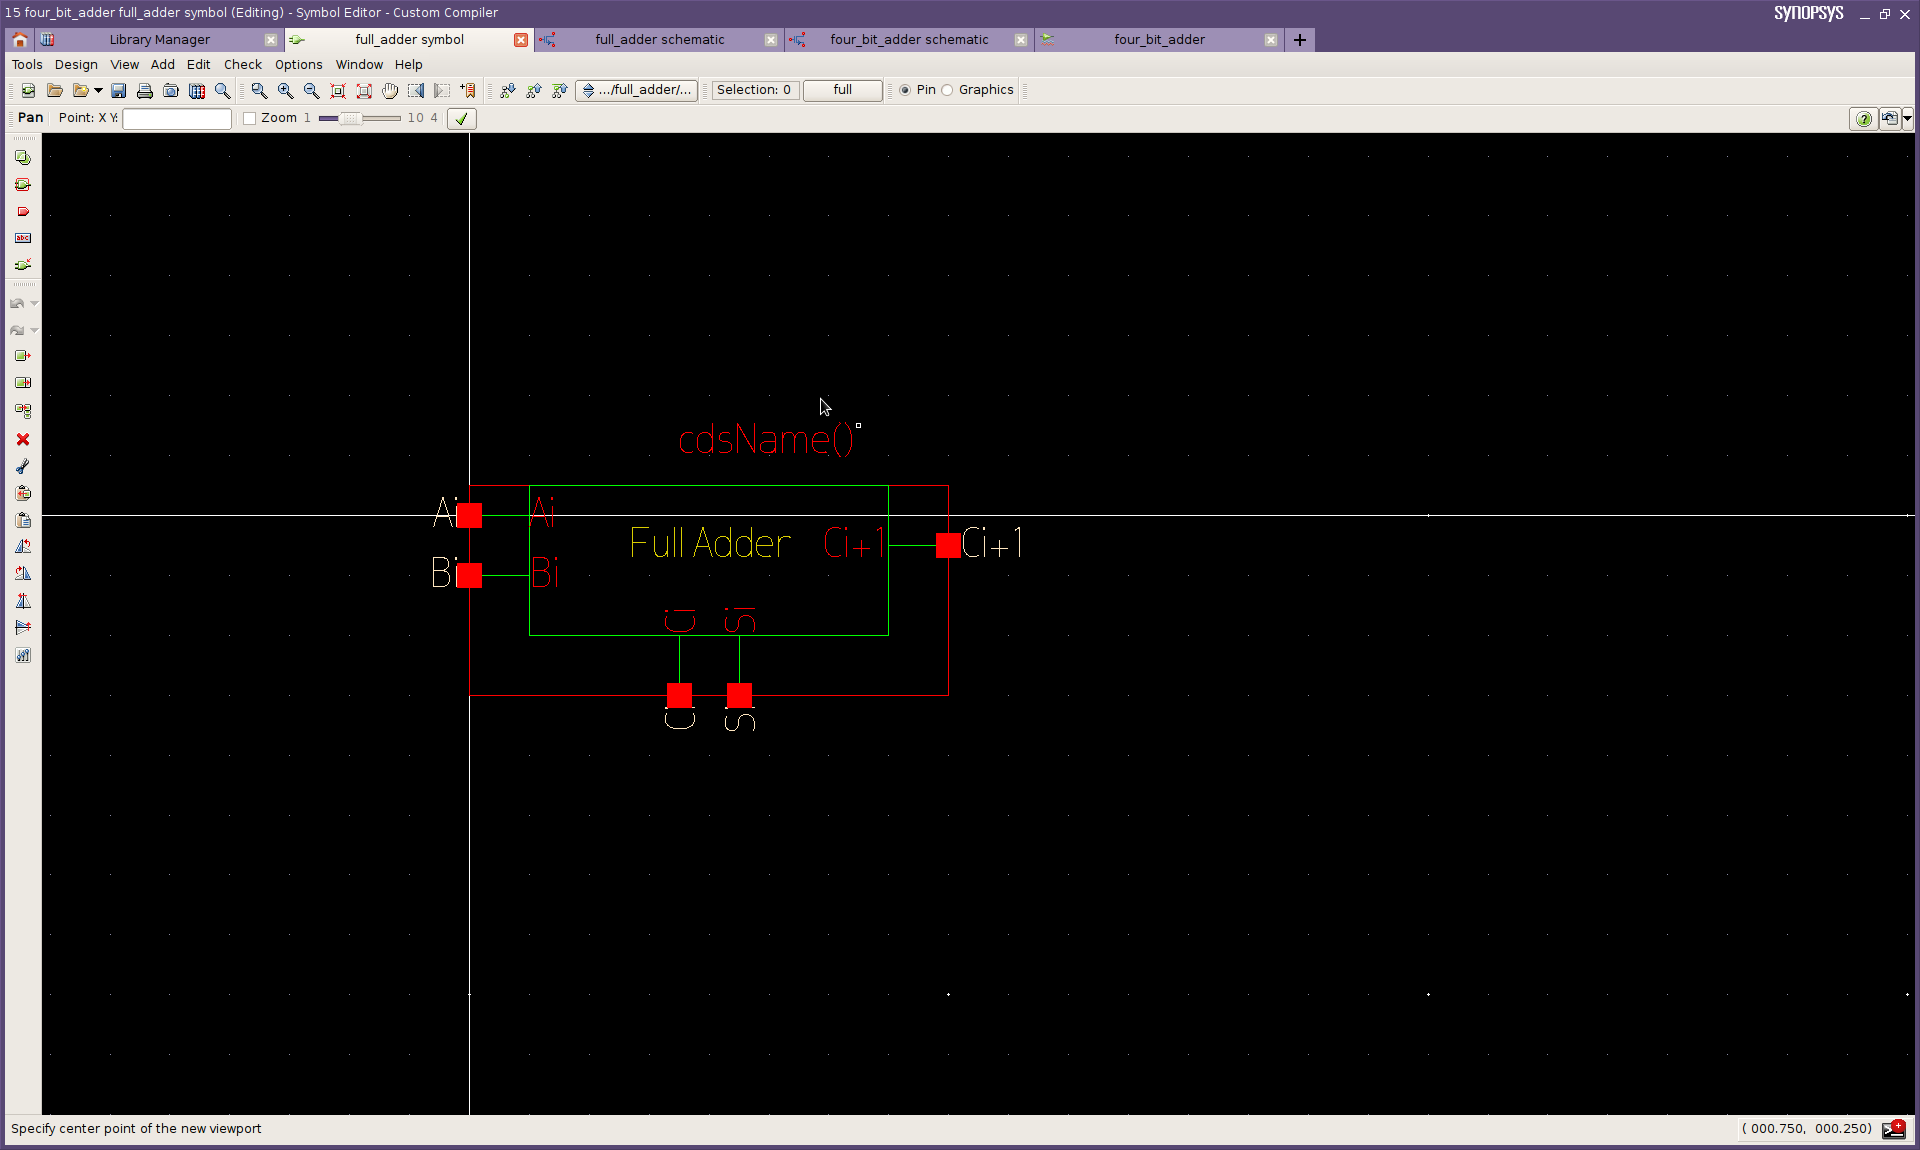 15 four_bit_adder full_adder symbol (Editing) - Symbol Editor - Custom Compiler
SYNOPSYS
Library Manager
full_adder symbol
full_adder schematic
four_bit_adder schematic
four_bit_adder
Tools Design View Add Edit Check Options Window Help
.../full_adder/... Selection: 0 full Pin Graphics
Pan Point: X Y: Zoom 1 10 4
abc
cdsName()
Ai Ai
Full Adder Ci+1 Ci+1
Bi Bi
Ci Si
Ci Si
Specify center point of the new viewport
( 000.750, 000.250)